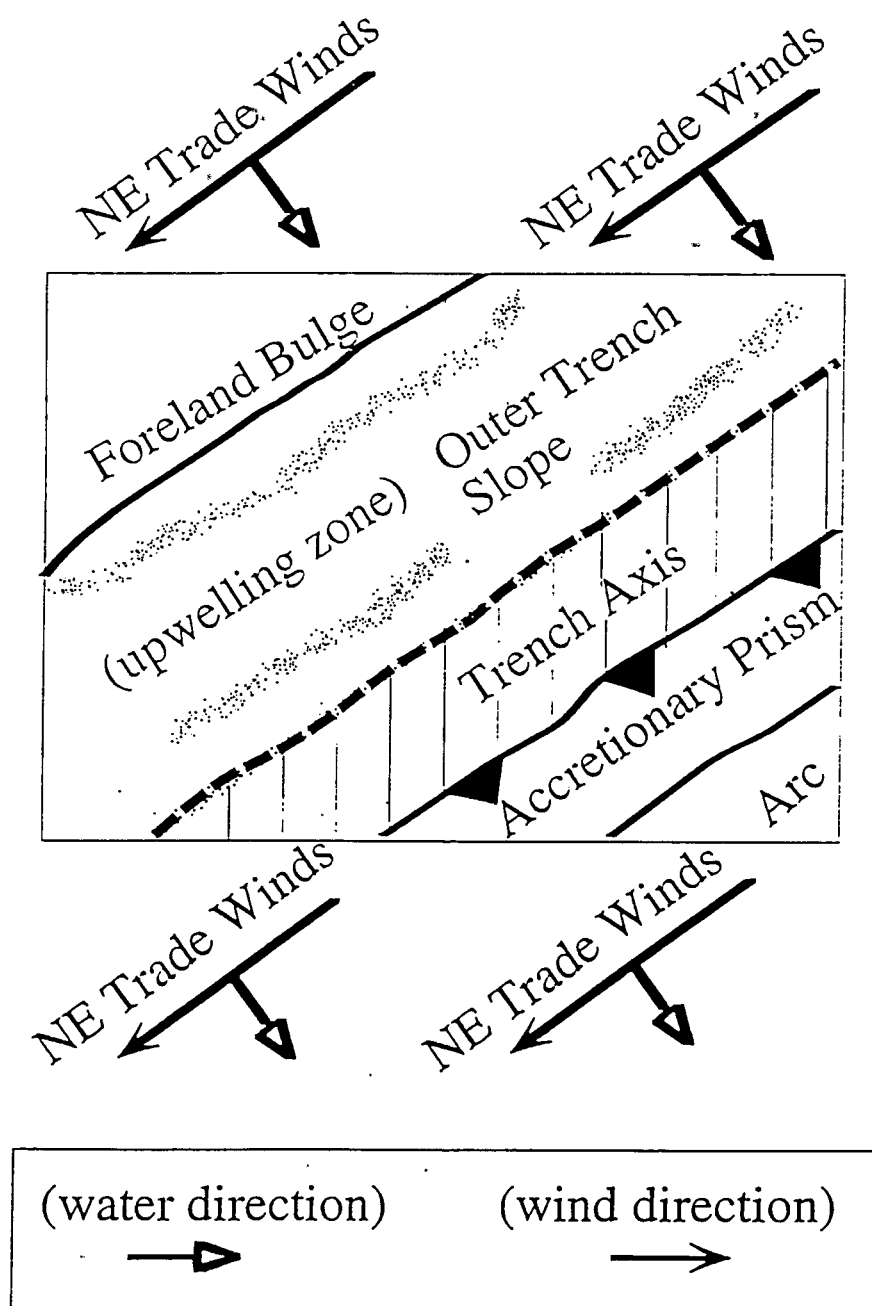 NE Trade Winds
NE Trade Winds
Foreland Bulge
Outer Trench
Slope
(upwelling zone)
Trench Axis
Accretionary Prism
Arc
NE Trade Winds
NE Trade Winds
(water direction)
(wind direction)